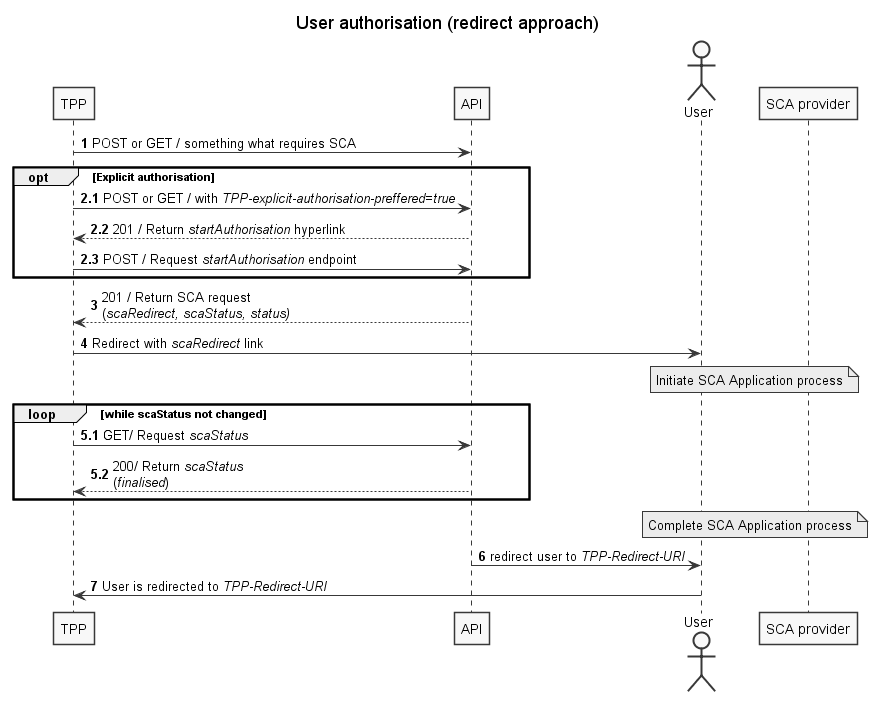 User authorisation (redirect approach)
User
TPP
API
SCA provider
1 POST or GET / something what requires SCA
opt [Explicit authorisation]
2.1 POST or GET / with TPP-explicit-authorisation-preffered=true
2.2 201 / Return startAuthorisation hyperlink
2.3 POST / Request startAuthorisation endpoint
3 201 / Return SCA request
(scaRedirect, scaStatus, status)
4 Redirect with scaRedirect link
Initiate SCA Application process
loop [while scaStatus not changed]
5.1 GET/ Request scaStatus
5.2 200/ Return scaStatus
(finalised)
Complete SCA Application process
6 redirect user to TPP-Redirect-URI
7 User is redirected to TPP-Redirect-URI
TPP
API
User
SCA provider